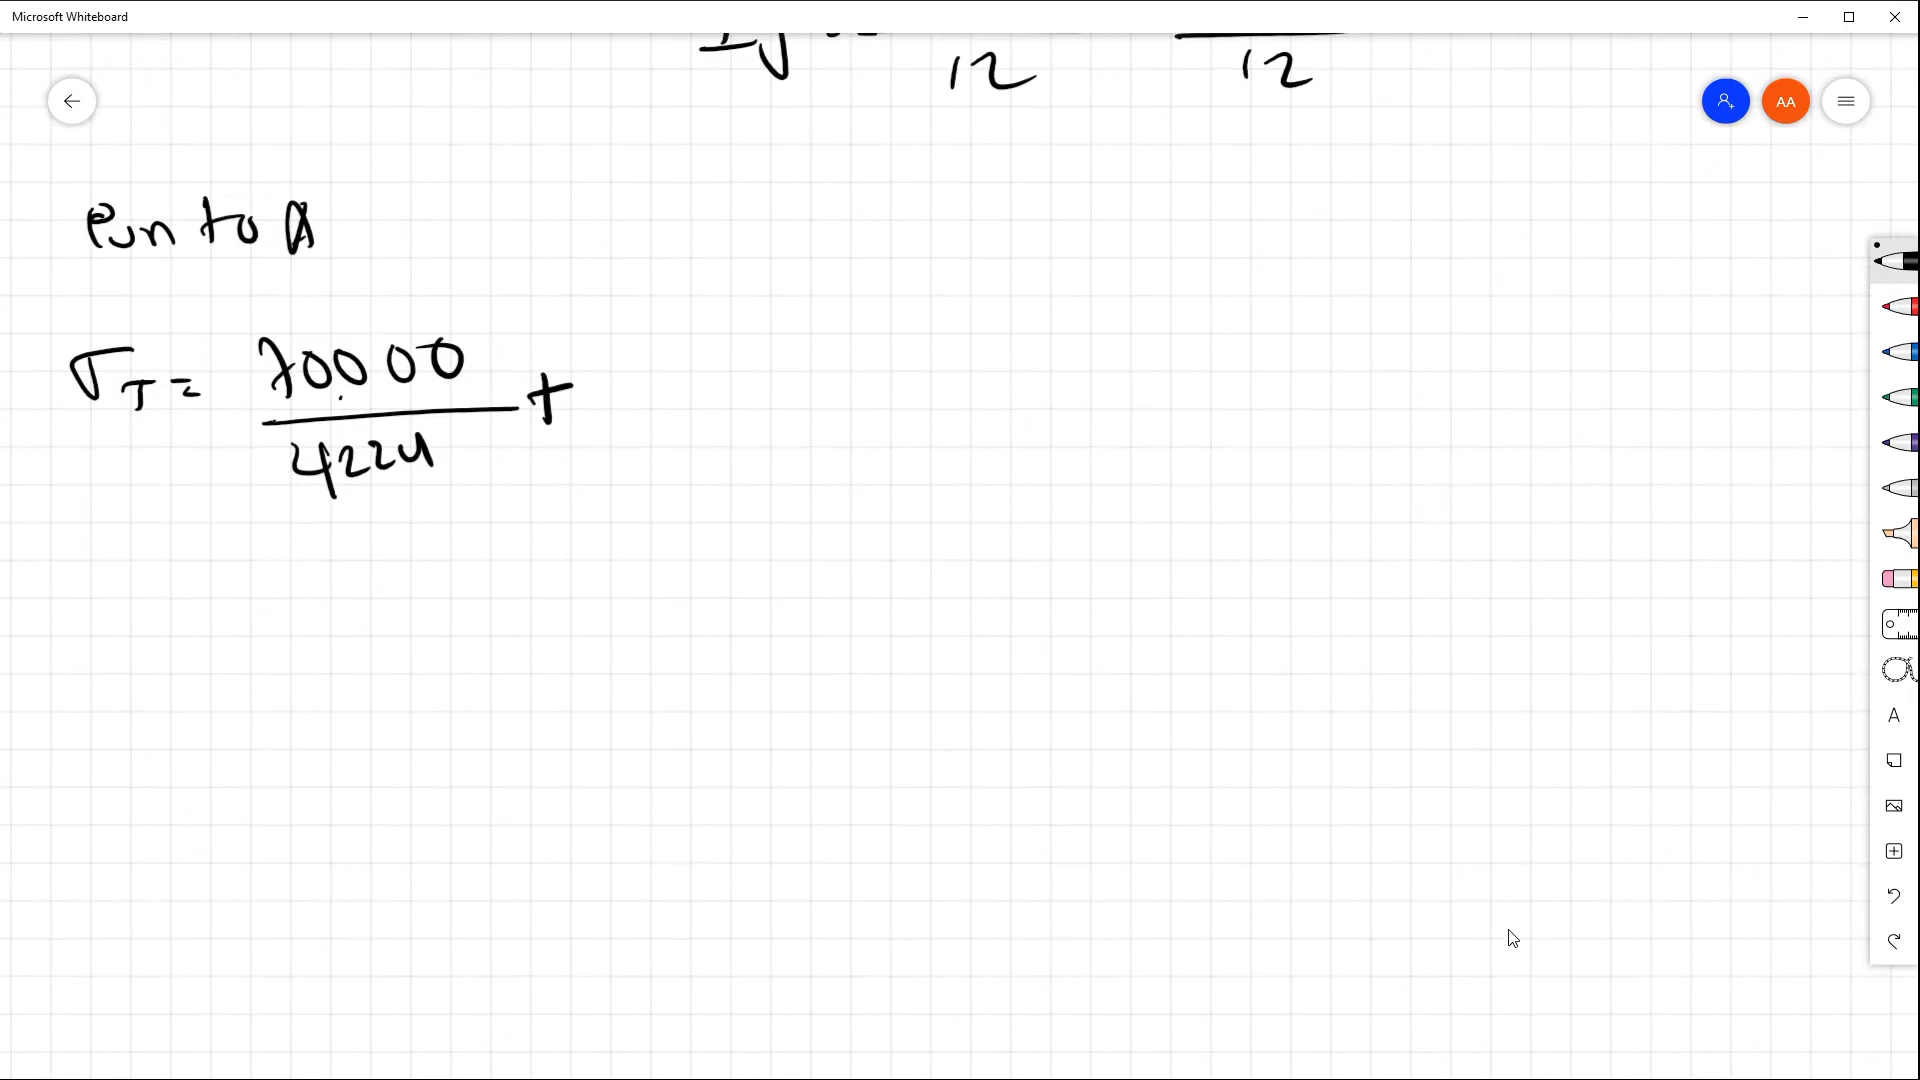 Microsoft Whiteboard
12 12
AA
Punto A
σT = 70000 / 4224 +
A